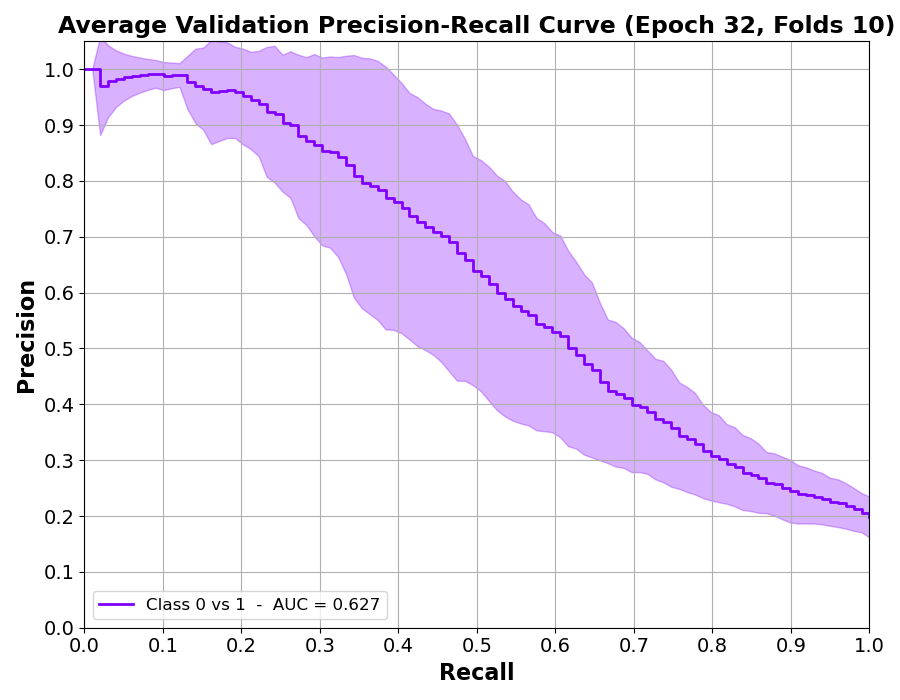 Average Validation Precision-Recall Curve (Epoch 32, Folds 10)
Precision
1.0
0.9
0.8
0.7
0.6
0.5
0.4
0.3
0.2
0.1
0.0
Class 0 vs 1 - AUC = 0.627
0.0 0.1 0.2 0.3 0.4 0.5 0.6 0.7 0.8 0.9 1.0
Recall